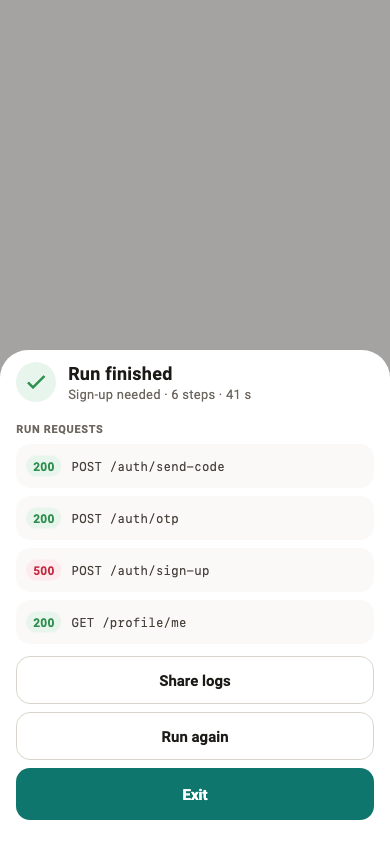 Run finished
Sign-up needed · 6 steps · 41 s
RUN REQUESTS
200 POST /auth/send-code
200 POST /auth/otp
500 POST /auth/sign-up
200 GET /profile/me
Share logs
Run again
Exit